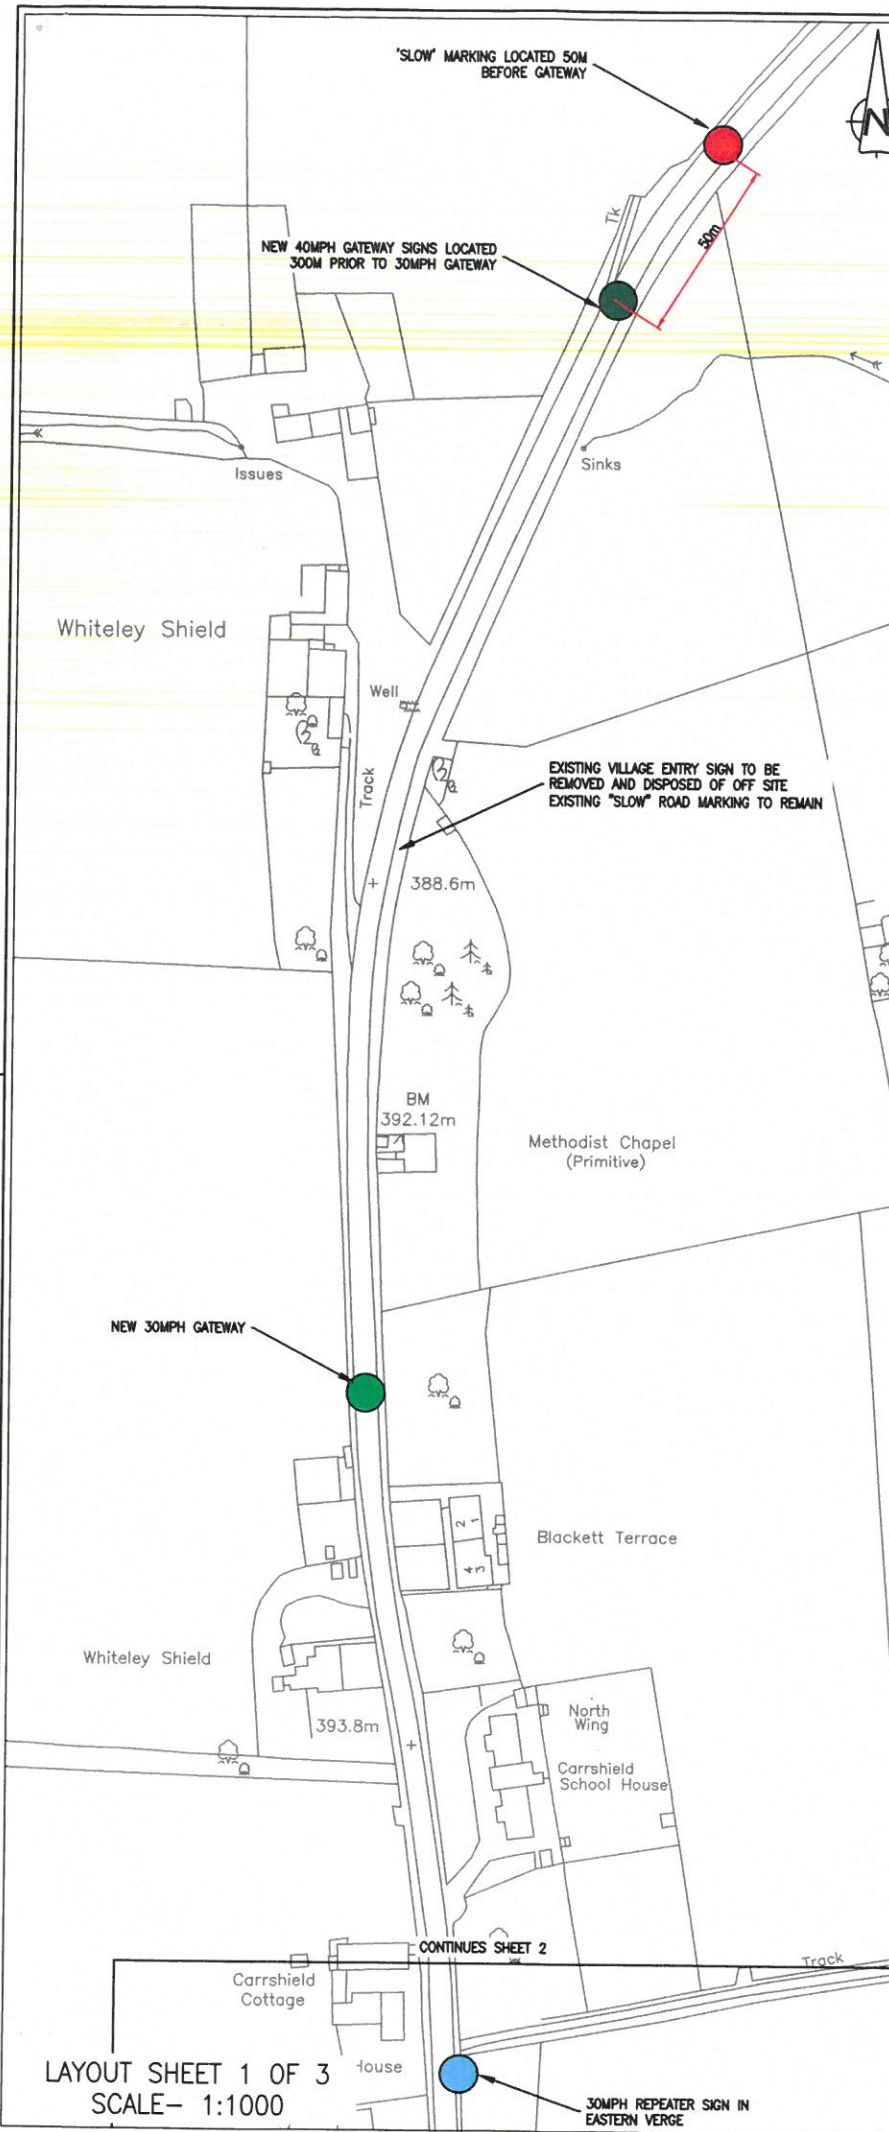 'SLOW' MARKING LOCATED 50M
BEFORE GATEWAY
N
Tk
50m
NEW 40MPH GATEWAY SIGNS LOCATED
300M PRIOR TO 30MPH GATEWAY
Issues
Sinks
Whiteley Shield
Well
Track
EXISTING VILLAGE ENTRY SIGN TO BE
REMOVED AND DISPOSED OF OFF SITE
EXISTING "SLOW" ROAD MARKING TO REMAIN
388.6m
BM
392.12m
Methodist Chapel
(Primitive)
NEW 30MPH GATEWAY
2
1
4
3
Blackett Terrace
Whiteley Shield
393.8m
North
Wing
Carrshield
School House
CONTINUES SHEET 2
Track
Carrshield
Cottage
House
LAYOUT SHEET 1 OF 3
SCALE- 1:1000
30MPH REPEATER SIGN IN
EASTERN VERGE